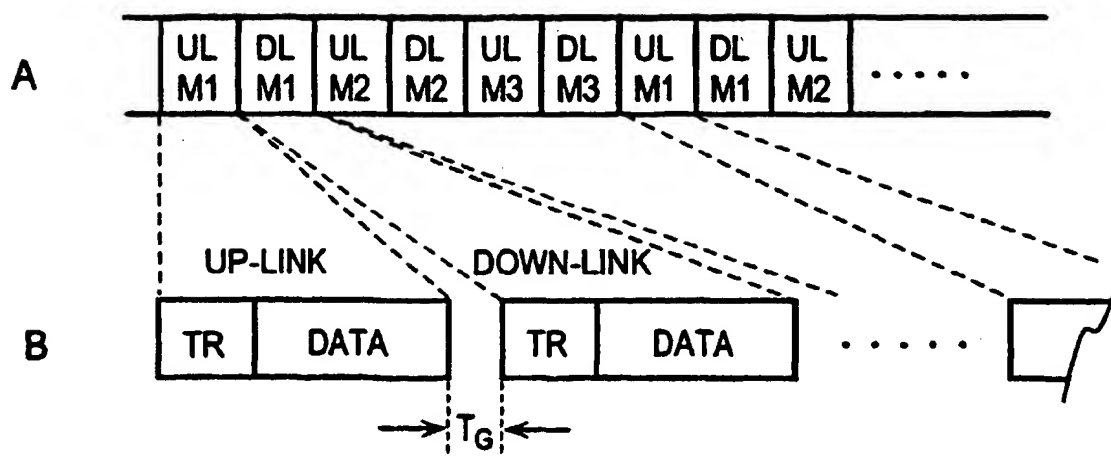 A
UL DL UL DL UL DL UL DL UL
M1 M1 M2 M2 M3 M3 M1 M1 M2
UP-LINK DOWN-LINK
B
TR DATA TR DATA
TG